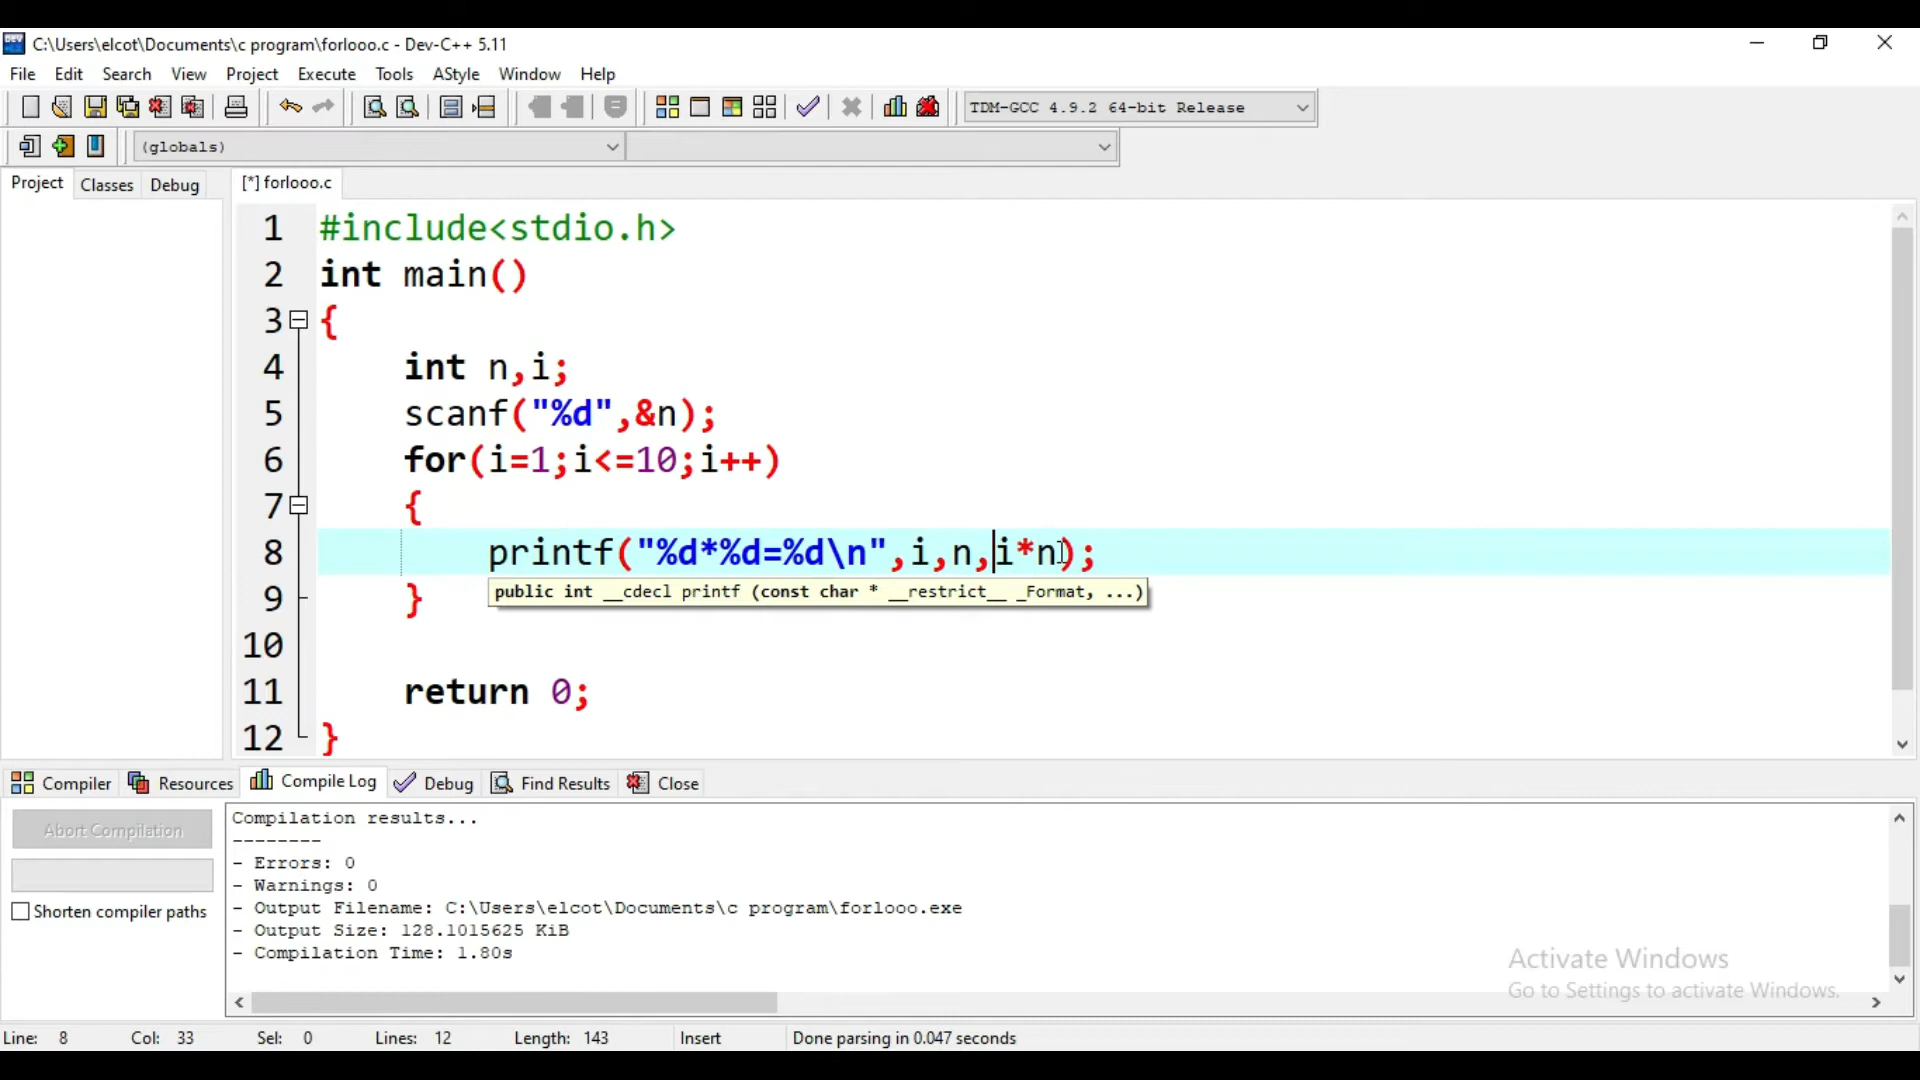 C:\Users\elcot\Documents\c program\forlooo.c - Dev-C++ 5.11
File Edit Search View Project Execute Tools AStyle Window Help
TDM-GCC 4.9.2 64-bit Release
(globals)
Project Classes Debug [*] forlooo.c
1 #include<stdio.h>
2 int main()
3 {
4 int n,i;
5 scanf("%d",&n);
6 for(i=1;i<=10;i++)
7 {
8 printf("%d*%d=%d\n",i,n,i*n);
public int __cdecl printf (const char * __restrict__ _Format, ...)
9 }
10
11 return 0;
12 }
Compiler Resources Compile Log Debug Find Results Close
Abort Compilation
Shorten compiler paths
Compilation results...
--------
- Errors: 0
- Warnings: 0
- Output Filename: C:\Users\elcot\Documents\c program\forlooo.exe
- Output Size: 128.1015625 KiB
- Compilation Time: 1.80s
Activate Windows
Go to Settings to activate Windows.
Line: 8 Col: 33 Sel: 0 Lines: 12 Length: 143 Insert Done parsing in 0.047 seconds